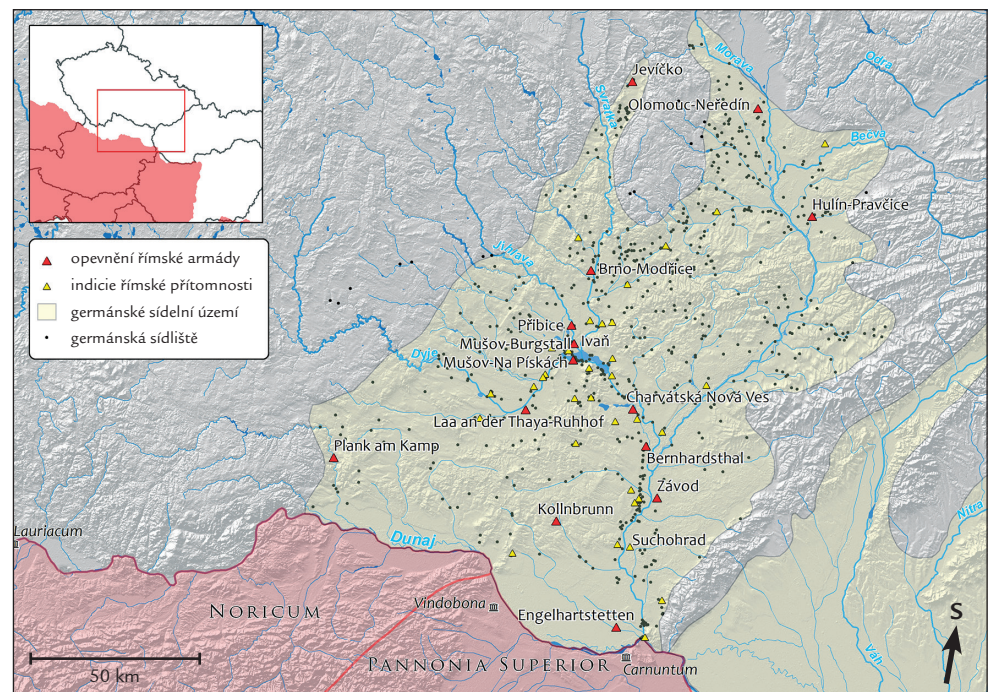 opevnění římské armády
indicie římské přítomnosti
germánské sídelní území
germánská sídliště
Jevíčko
Svratka
Morava
Odra
Olomouc-Neředín
Bečva
Hulín-Pravčice
Jihlava
Brno-Modřice
Přibice
Mušov-Burgstall
Ivaň
Mušov-Na Pískách
Dyje
Charvátská Nová Ves
Laa an der Thaya-Ruhhof
Plank am Kamp
Bernhardsthal
Závod
Kollnbrunn
Suchohrad
Nitra
Lauriacum
Dunaj
Noricum
Vindobona
Engelhartstetten
S
Váh
Pannonia Superior
Carnuntum
50 km